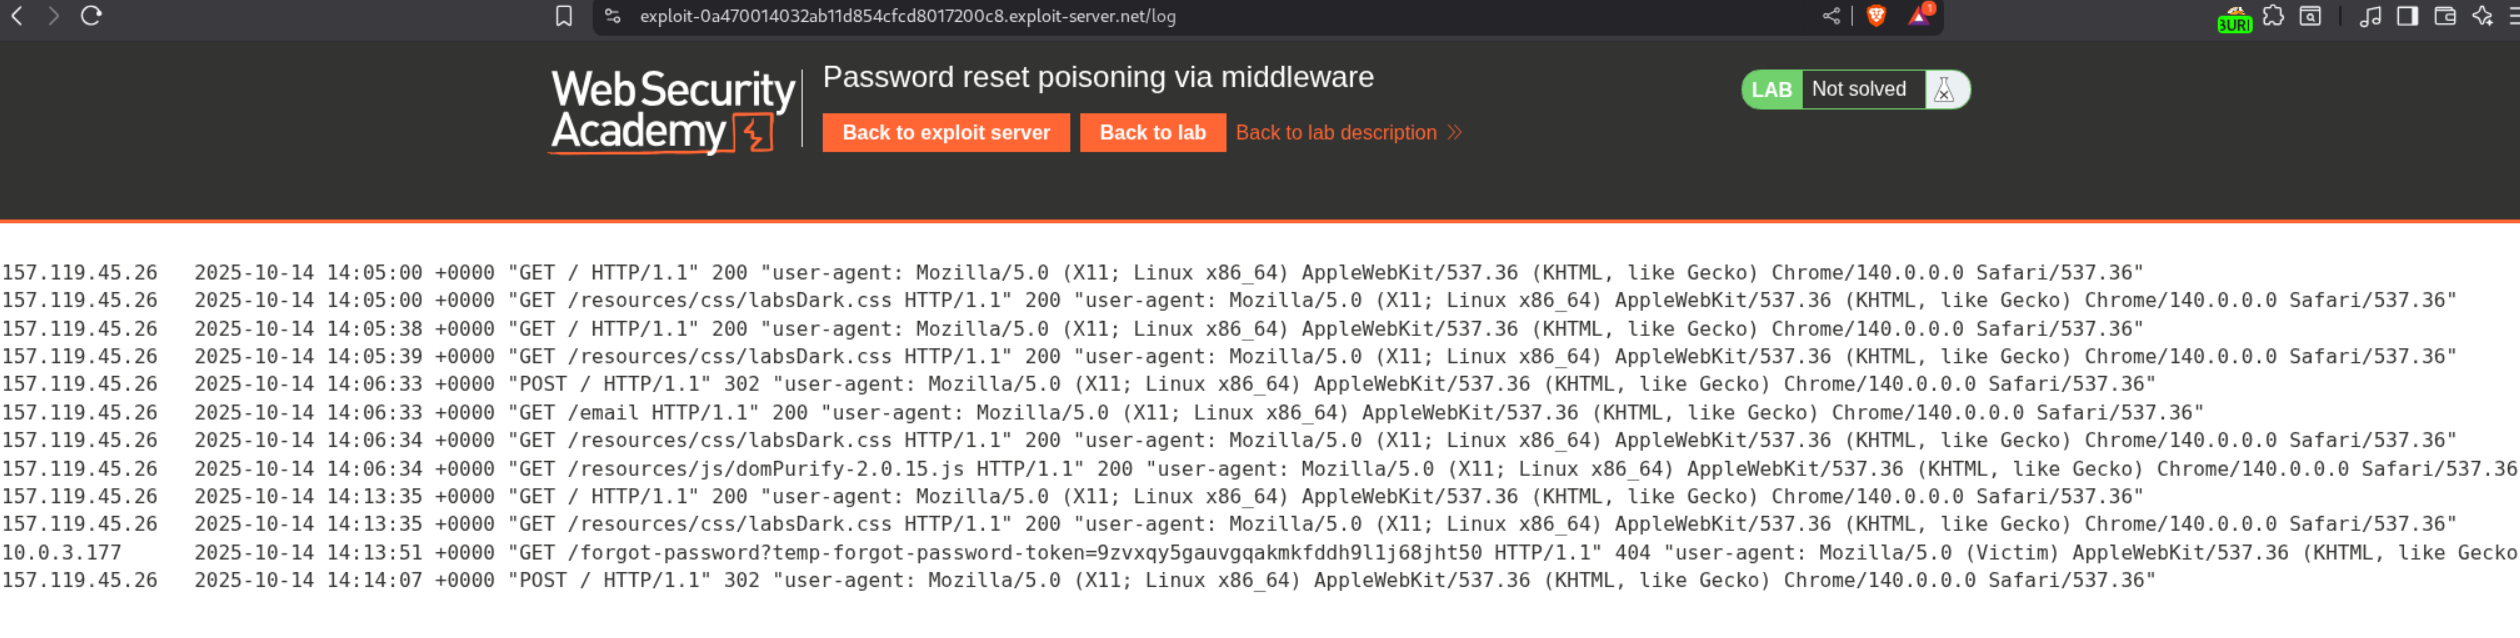 exploit-0a470014032ab11d854cfcd8017200c8.exploit-server.net/log
1
BURI
Web Security
Academy
Password reset poisoning via middleware
LAB Not solved
Back to exploit server Back to lab Back to lab description
157.119.45.26 2025-10-14 14:05:00 +0000 "GET / HTTP/1.1" 200 "user-agent: Mozilla/5.0 (X11; Linux x86_64) AppleWebKit/537.36 (KHTML, like Gecko) Chrome/140.0.0.0 Safari/537.36"
157.119.45.26 2025-10-14 14:05:00 +0000 "GET /resources/css/labsDark.css HTTP/1.1" 200 "user-agent: Mozilla/5.0 (X11; Linux x86_64) AppleWebKit/537.36 (KHTML, like Gecko) Chrome/140.0.0.0 Safari/537.36"
157.119.45.26 2025-10-14 14:05:38 +0000 "GET / HTTP/1.1" 200 "user-agent: Mozilla/5.0 (X11; Linux x86_64) AppleWebKit/537.36 (KHTML, like Gecko) Chrome/140.0.0.0 Safari/537.36"
157.119.45.26 2025-10-14 14:05:39 +0000 "GET /resources/css/labsDark.css HTTP/1.1" 200 "user-agent: Mozilla/5.0 (X11; Linux x86_64) AppleWebKit/537.36 (KHTML, like Gecko) Chrome/140.0.0.0 Safari/537.36"
157.119.45.26 2025-10-14 14:06:33 +0000 "POST / HTTP/1.1" 302 "user-agent: Mozilla/5.0 (X11; Linux x86_64) AppleWebKit/537.36 (KHTML, like Gecko) Chrome/140.0.0.0 Safari/537.36"
157.119.45.26 2025-10-14 14:06:33 +0000 "GET /email HTTP/1.1" 200 "user-agent: Mozilla/5.0 (X11; Linux x86_64) AppleWebKit/537.36 (KHTML, like Gecko) Chrome/140.0.0.0 Safari/537.36"
157.119.45.26 2025-10-14 14:06:34 +0000 "GET /resources/css/labsDark.css HTTP/1.1" 200 "user-agent: Mozilla/5.0 (X11; Linux x86_64) AppleWebKit/537.36 (KHTML, like Gecko) Chrome/140.0.0.0 Safari/537.36"
157.119.45.26 2025-10-14 14:06:34 +0000 "GET /resources/js/domPurify-2.0.15.js HTTP/1.1" 200 "user-agent: Mozilla/5.0 (X11; Linux x86_64) AppleWebKit/537.36 (KHTML, like Gecko) Chrome/140.0.0.0 Safari/537.36
157.119.45.26 2025-10-14 14:13:35 +0000 "GET / HTTP/1.1" 200 "user-agent: Mozilla/5.0 (X11; Linux x86_64) AppleWebKit/537.36 (KHTML, like Gecko) Chrome/140.0.0.0 Safari/537.36"
157.119.45.26 2025-10-14 14:13:35 +0000 "GET /resources/css/labsDark.css HTTP/1.1" 200 "user-agent: Mozilla/5.0 (X11; Linux x86_64) AppleWebKit/537.36 (KHTML, like Gecko) Chrome/140.0.0.0 Safari/537.36"
10.0.3.177 2025-10-14 14:13:51 +0000 "GET /forgot-password?temp-forgot-password-token=9zvxqy5gauvgqakmkfddh9l1j68jht50 HTTP/1.1" 404 "user-agent: Mozilla/5.0 (Victim) AppleWebKit/537.36 (KHTML, like Gecko
157.119.45.26 2025-10-14 14:14:07 +0000 "POST / HTTP/1.1" 302 "user-agent: Mozilla/5.0 (X11; Linux x86_64) AppleWebKit/537.36 (KHTML, like Gecko) Chrome/140.0.0.0 Safari/537.36"